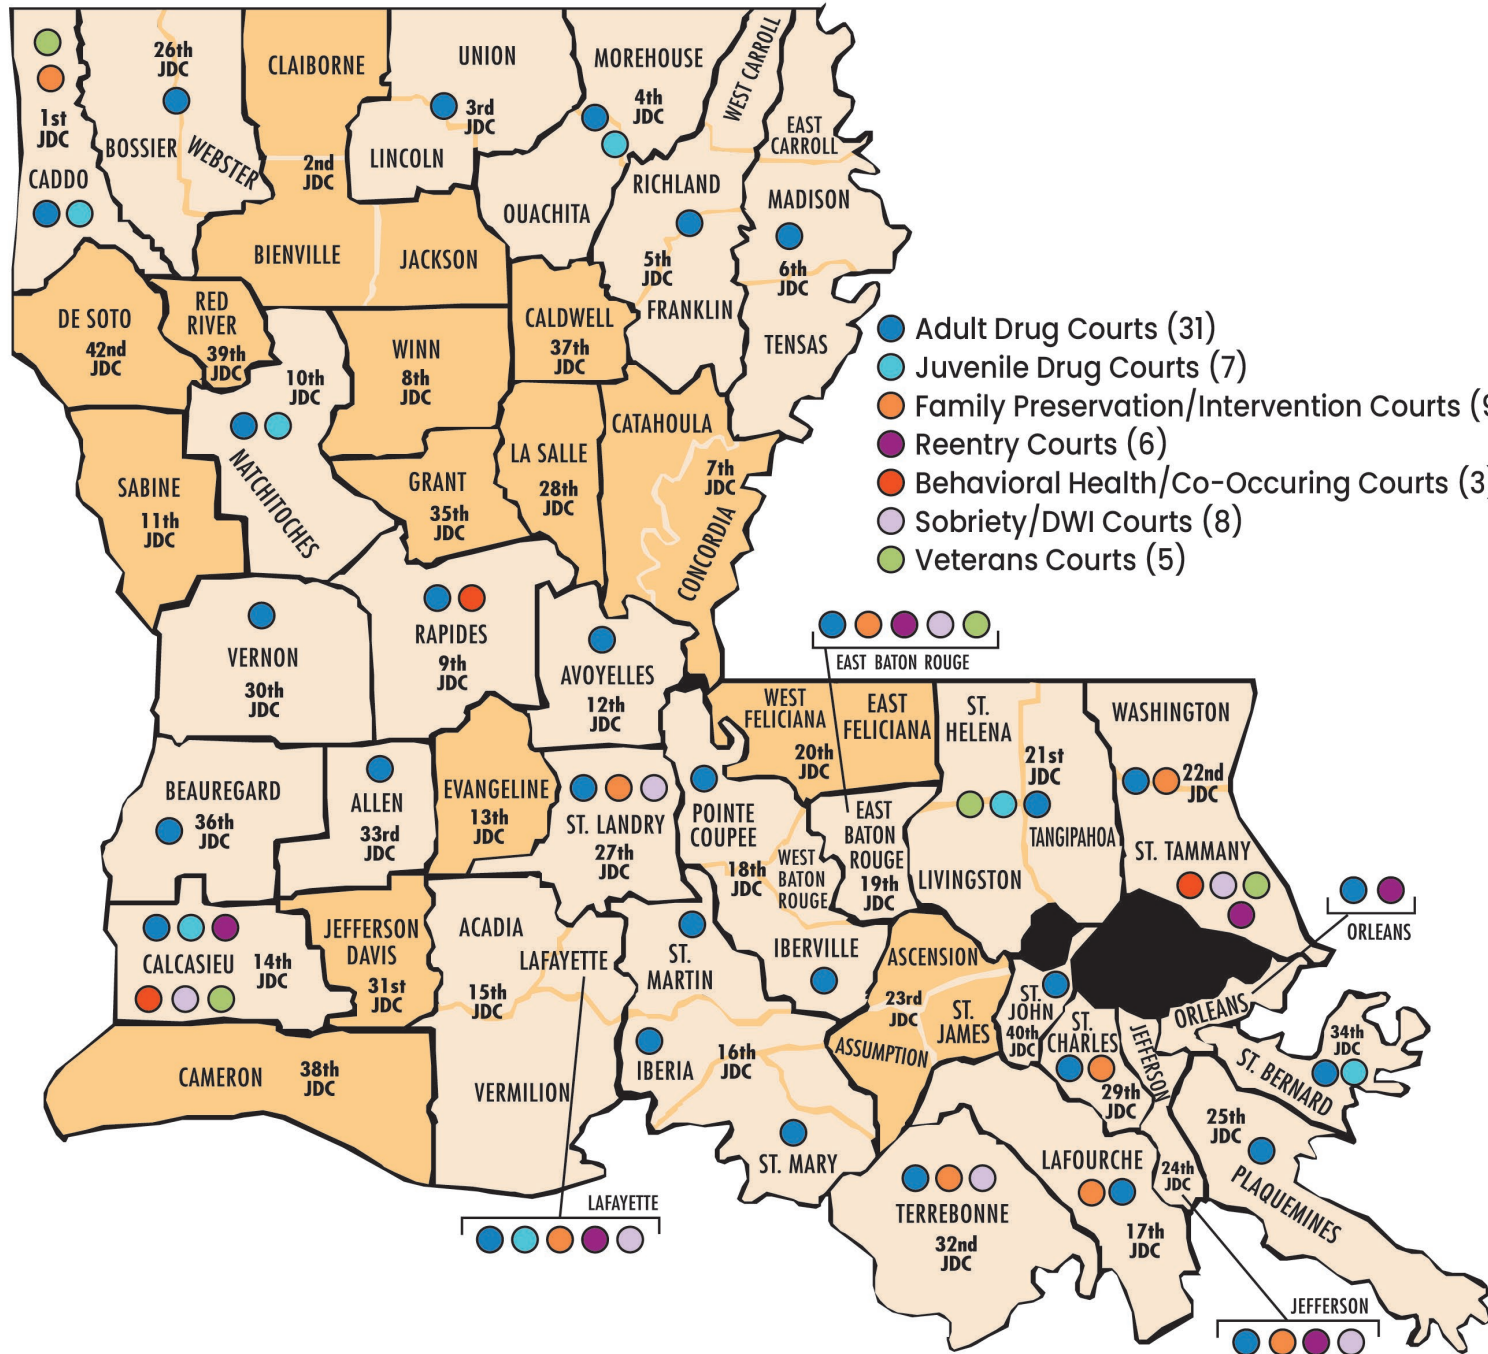 26th
JDC
CLAIBORNE
UNION
MOREHOUSE
WEST CARROLL
1st
JDC
3rd
JDC
4th
JDC
EAST
CARROLL
BOSSIER
WEBSTER
2nd
JDC
LINCOLN
CADDO
RICHLAND
MADISON
OUACHITA
BIENVILLE
JACKSON
5th
JDC
6th
JDC
RED
RIVER
39th
JDC
DE SOTO
42nd
JDC
CALDWELL
37th
JDC
FRANKLIN
TENSAS
WINN
8th
JDC
10th
JDC
NATCHITOCHES
CATAHOULA
7th
JDC
CONCORDIA
LA SALLE
28th
JDC
SABINE
11th
JDC
GRANT
35th
JDC
Adult Drug Courts (31)
Juvenile Drug Courts (7)
Family Preservation/Intervention Courts (9
Reentry Courts (6)
Behavioral Health/Co-Occuring Courts (3)
Sobriety/DWI Courts (8)
Veterans Courts (5)
VERNON
30th
JDC
RAPIDES
9th
JDC
AVOYELLES
12th
JDC
EAST BATON ROUGE
WEST
FELICIANA
EAST
FELICIANA
20th
JDC
ST.
HELENA
21st
JDC
TANGIPAHOA
LIVINGSTON
WASHINGTON
22nd
JDC
ST. TAMMANY
BEAUREGARD
36th
JDC
ALLEN
33rd
JDC
EVANGELINE
13th
JDC
ST. LANDRY
27th
JDC
POINTE
COUPEE
18th
JDC
WEST
BATON
ROUGE
EAST
BATON
ROUGE
19th
JDC
IBERVILLE
ORLEANS
CALCASIEU
14th
JDC
JEFFERSON
DAVIS
31st
JDC
ACADIA
LAFAYETTE
15th
JDC
VERMILION
ST.
MARTIN
IBERIA
16th
JDC
ST. MARY
ASCENSION
23rd
JDC
ST.
JAMES
ASSUMPTION
ST.
JOHN
40th
JDC
ST.
CHARLES
29th
JDC
JEFFERSON
ORLEANS
34th
JDC
ST. BERNARD
25th
JDC
PLAQUEMINES
CAMERON
38th
JDC
LAFOURCHE
17th
JDC
24th
JDC
TERREBONNE
32nd
JDC
LAFAYETTE
JEFFERSON